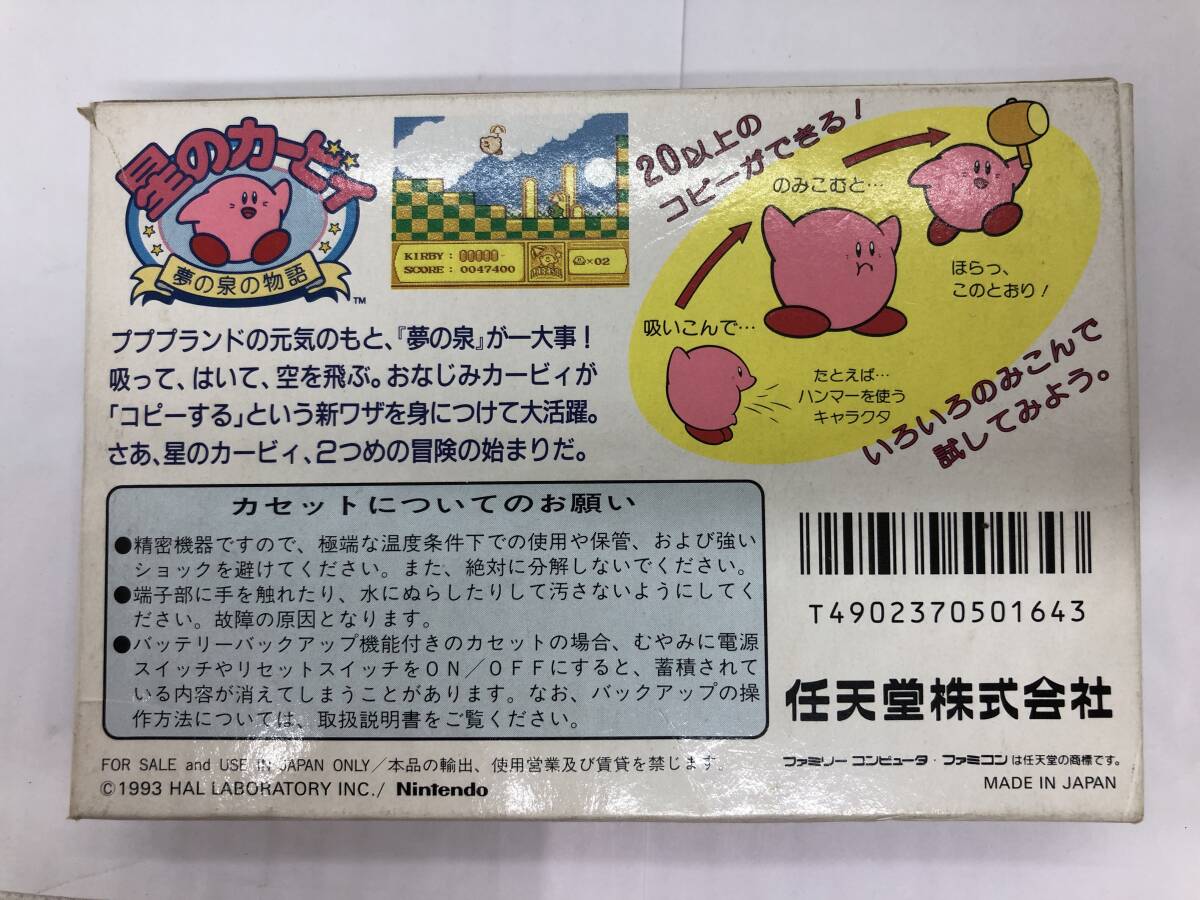 星のカービィ
夢の泉の物語
TM
KIRBY :
SCORE : 0047400
×02
プププランドの元気のもと、『夢の泉』が一大事!
吸って、はいて、空を飛ぶ。おなじみカービィが
「コピーする」という新ワザを身につけて大活躍。
さあ、星のカービィ、2つめの冒険の始まりだ。
20以上の
コピーができる!
吸いこんで…
のみこむと…
ほらっ、
このとおり!
たとえば…
ハンマーを使う
キャラクタ
いろいろのみこんで
試してみよう。
カセットについてのお願い
●精密機器ですので、極端な温度条件下での使用や保管、および強い
ショックを避けてください。また、絶対に分解しないでください。
●端子部に手を触れたり、水にぬらしたりして汚さないようにしてく
ださい。故障の原因となります。
●バッテリーバックアップ機能付きのカセットの場合、むやみに電源
スイッチやリセットスイッチをON/OFFにすると、蓄積されて
いる内容が消えてしまうことがあります。なお、バックアップの操
作方法については、取扱説明書をご覧ください。
T4902370501643
任天堂株式会社
FOR SALE and USE IN JAPAN ONLY/本品の輸出、使用営業及び賃貸を禁じます。
©1993 HAL LABORATORY INC./ Nintendo
ファミリーコンピュータ・ファミコンは任天堂の商標です。
MADE IN JAPAN